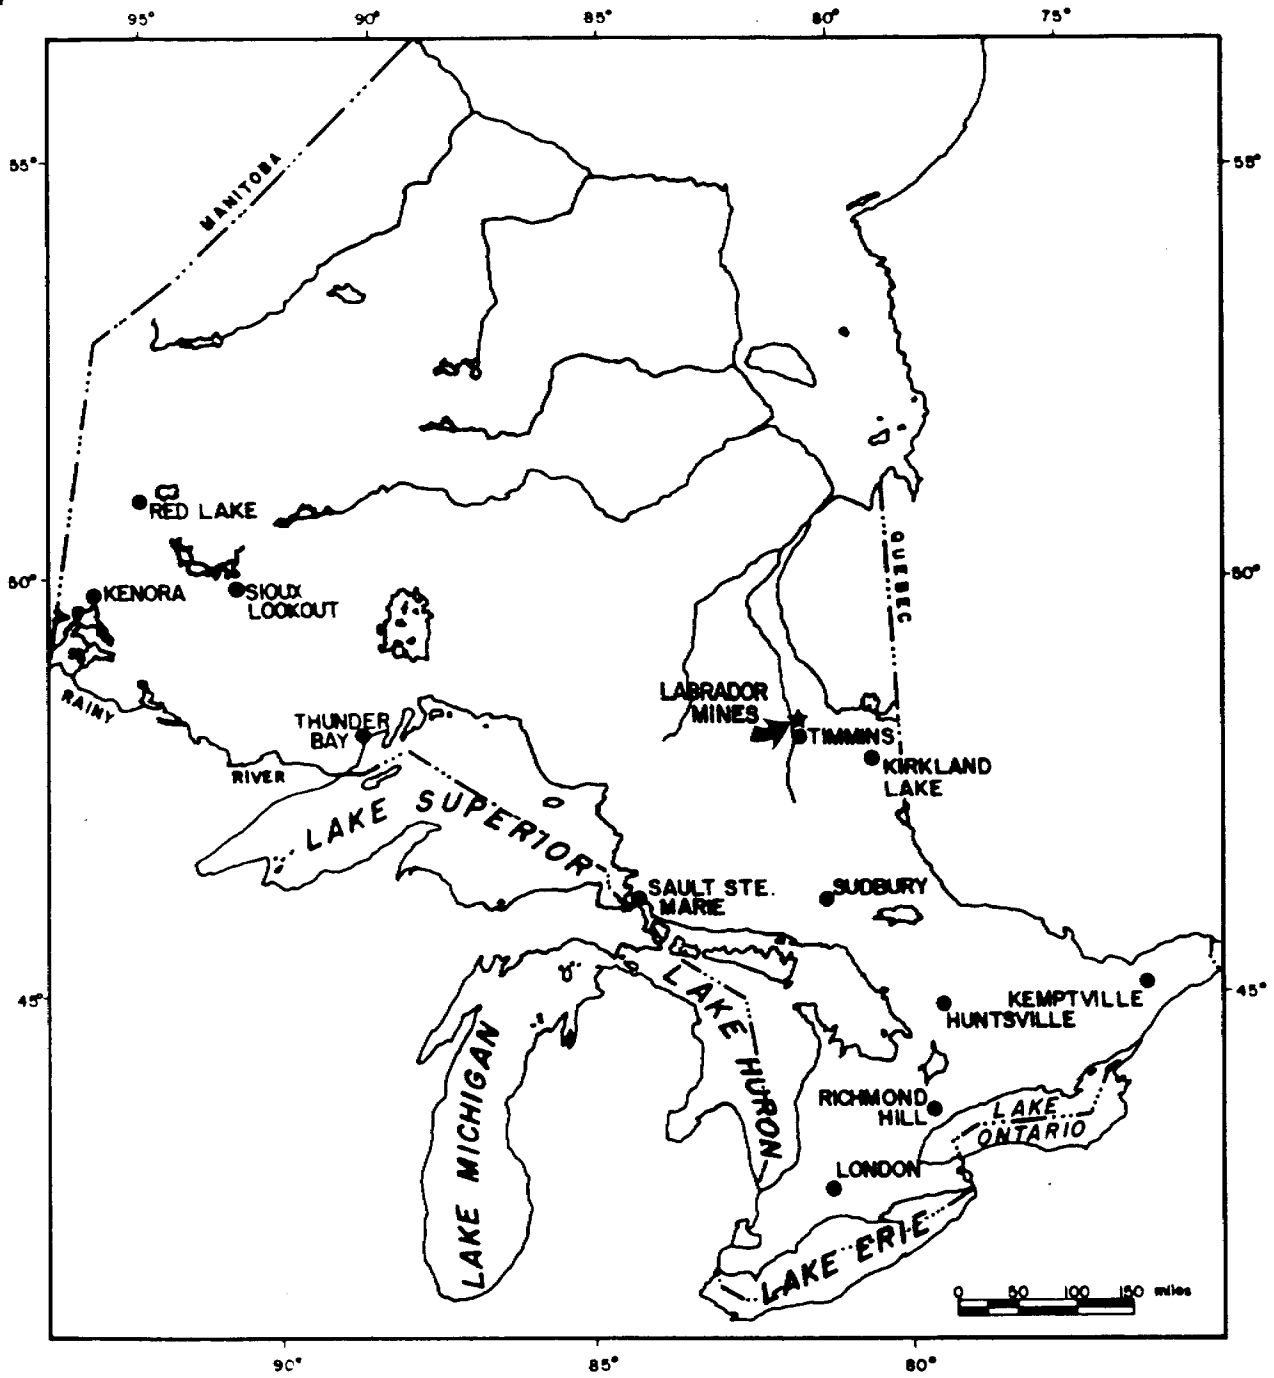 95°
90°
85°
80°
75°
55°
55°
MANITOBA
RED LAKE
50°
50°
QUEBEC
KENORA
SIOUX
LOOKOUT
LABRADOR
MINES
RAINY
THUNDER
BAY
TIMMINS
RIVER
KIRKLAND
LAKE
LAKE SUPERIOR
SAULT STE.
MARIE
SUDBURY
45°
45°
KEMPTVILLE
HUNTSVILLE
LAKE HURON
LAKE MICHIGAN
RICHMOND
HILL
LAKE
ONTARIO
LONDON
LAKE ERIE
0 50 100 150 miles
90°
85°
80°